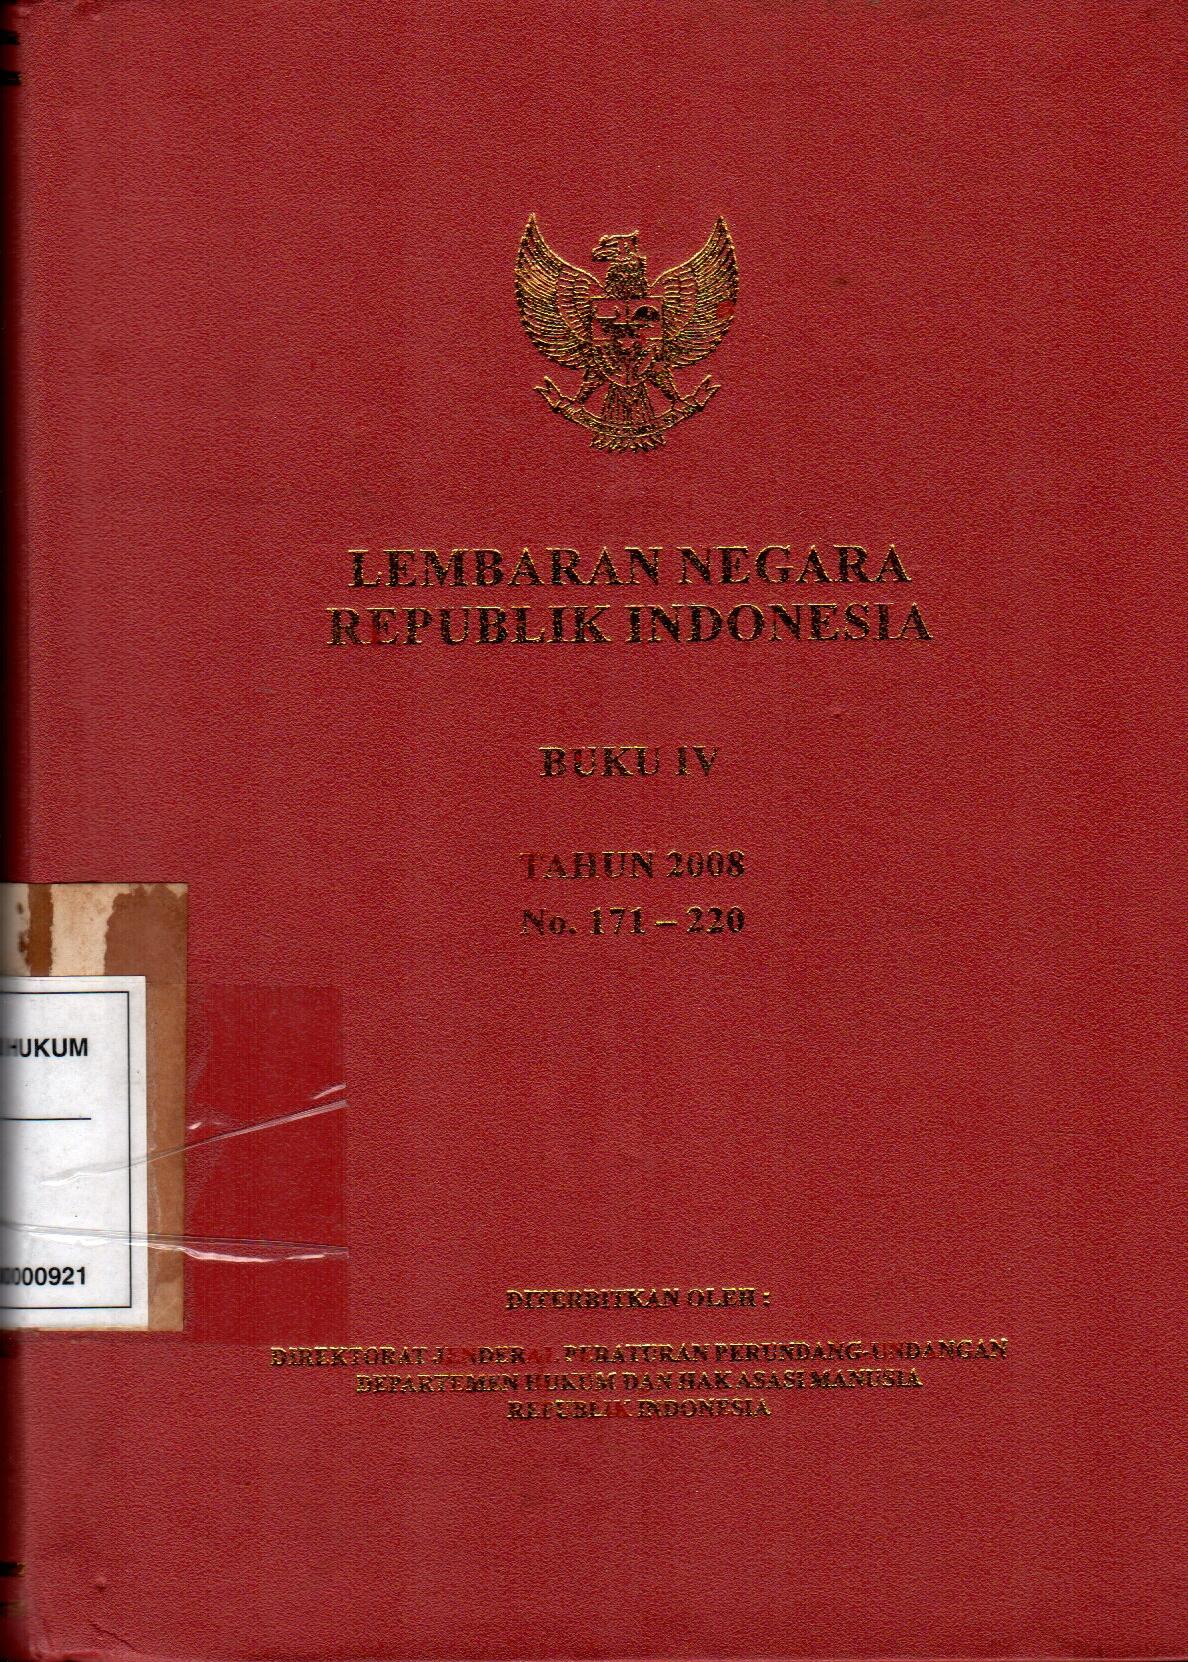 LEMBARAN NEGARA
REPUBLIK INDONESIA
BUKU IV
TAHUN 2008
No. 171 – 220
HUKUM
000921
DITERBITKAN OLEH :
DIREKTORAT JENDERAL PERATURAN PERUNDANG-UNDANGAN
DEPARTEMEN HUKUM DAN HAK ASASI MANUSIA
REPUBLIK INDONESIA